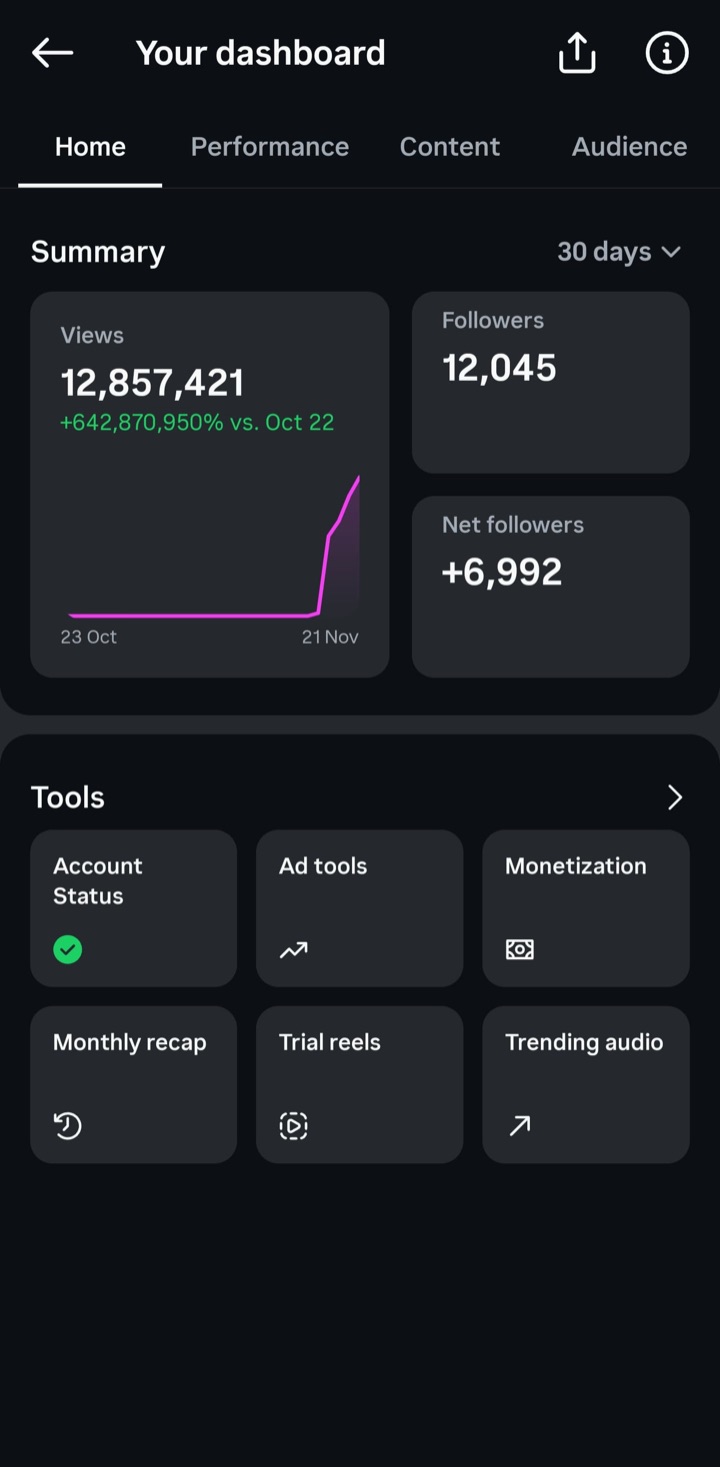 Your dashboard
Home
Performance
Content
Audience
Summary
30 days
Views
12,857,421
+642,870,950% vs. Oct 22
23 Oct
21 Nov
Followers
12,045
Net followers
+6,992
Tools
Account
Status
Ad tools
Monetization
Monthly recap
Trial reels
Trending audio